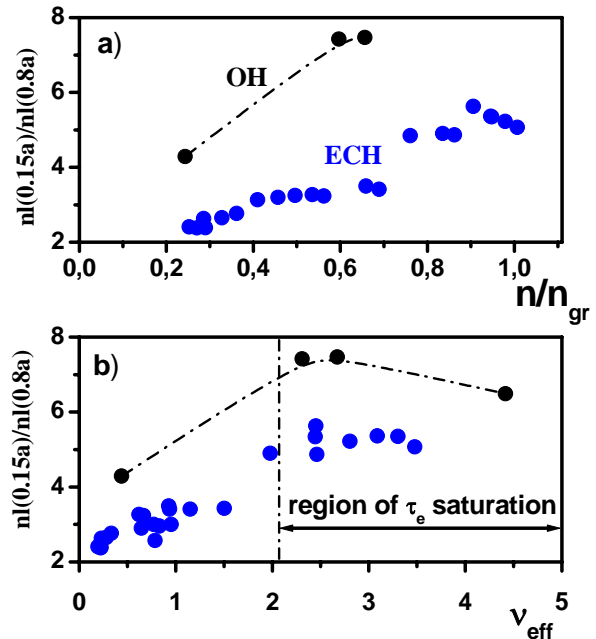 a)
nl(0.15a)/nl(0.8a)
8
6
4
2
OH
ECH
0,0 0,2 0,4 0,6 0,8 1,0
n/n_gr
b)
nl(0.15a)/nl(0.8a)
8
6
4
2
region of τ_e saturation
0 1 2 3 4 5
ν_eff